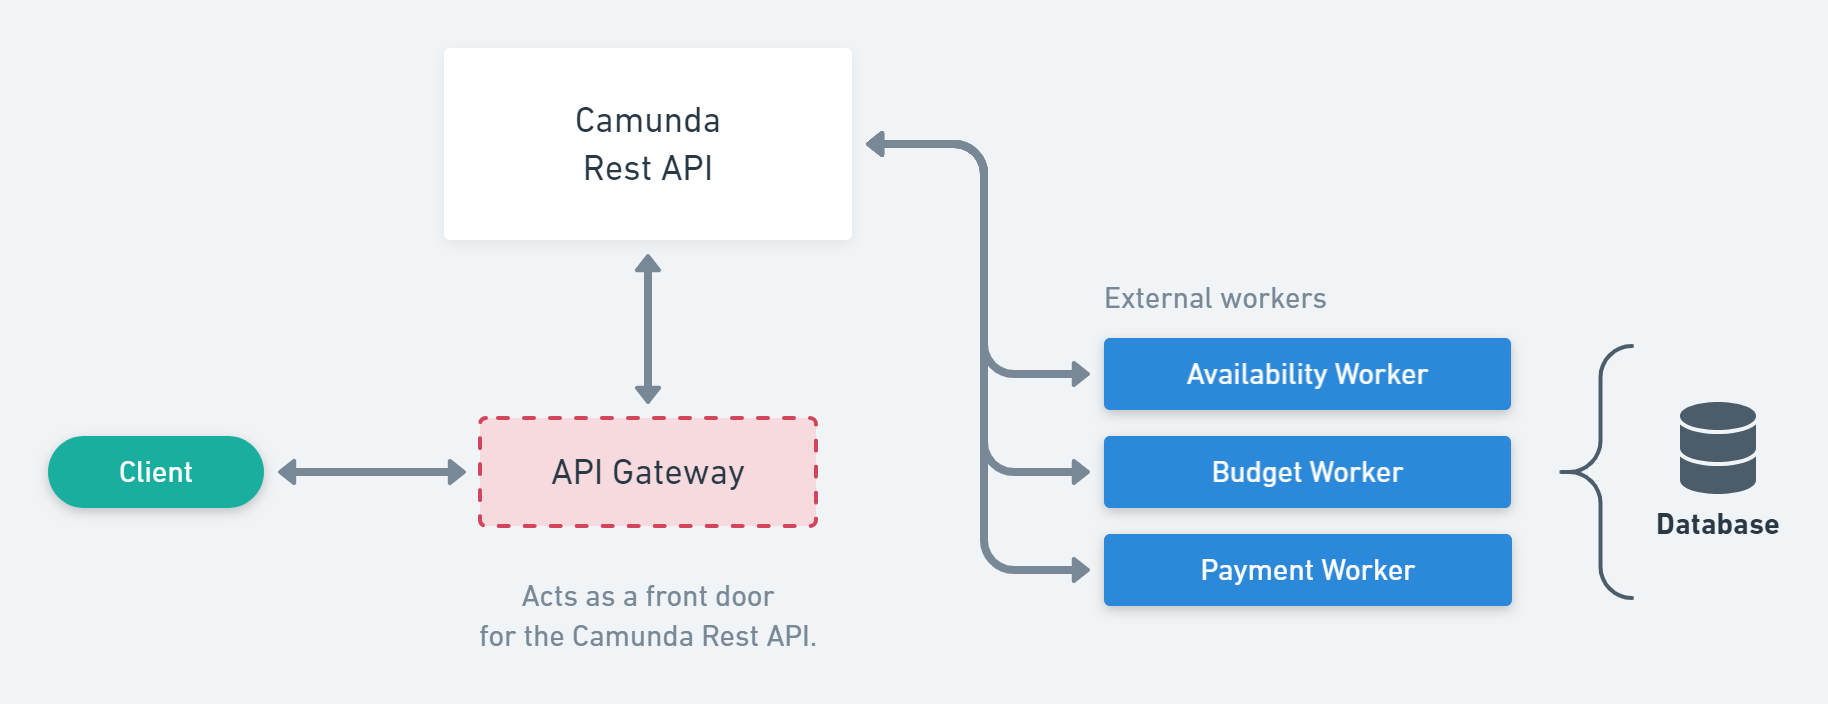 Camunda
Rest API
External workers
Availability Worker
Client
API Gateway
Budget Worker
Database
Payment Worker
Acts as a front door
for the Camunda Rest API.